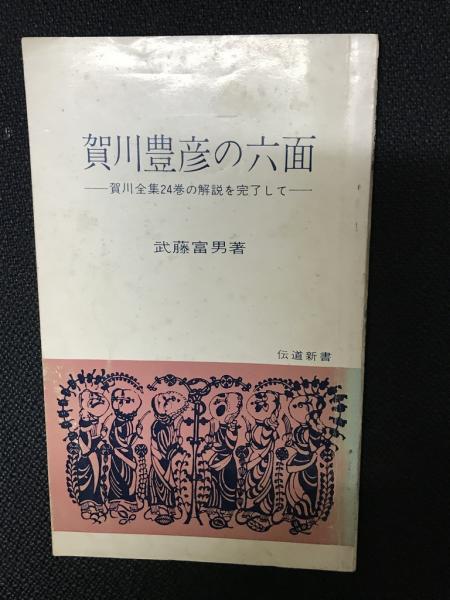 賀川豊彦の六面
——賀川全集24巻の解説を完了して——
武藤富男著
伝道新書